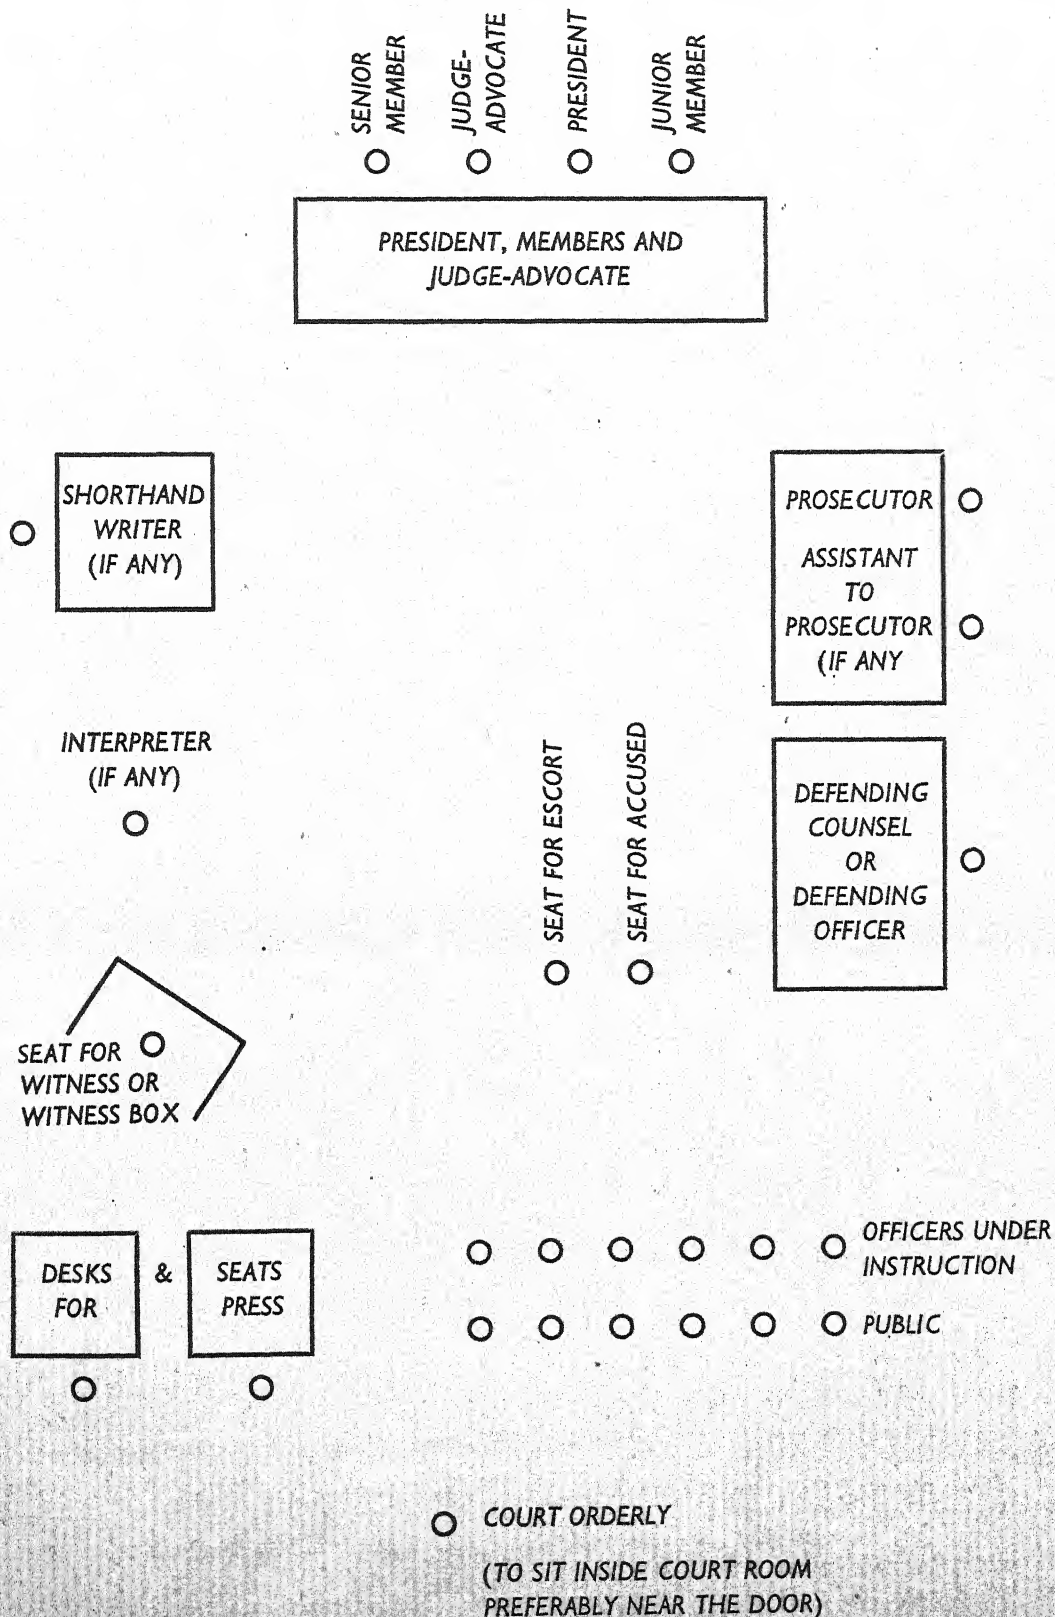 SENIOR
MEMBER
JUDGE-
ADVOCATE
PRESIDENT
JUNIOR
MEMBER
PRESIDENT, MEMBERS AND
JUDGE-ADVOCATE
SHORTHAND
WRITER
(IF ANY)
PROSECUTOR
ASSISTANT
TO
PROSECUTOR
(IF ANY
INTERPRETER
(IF ANY)
SEAT FOR ESCORT
SEAT FOR ACCUSED
DEFENDING
COUNSEL
OR
DEFENDING
OFFICER
SEAT FOR
WITNESS OR
WITNESS BOX
DESKS
FOR
&
SEATS
PRESS
OFFICERS UNDER
INSTRUCTION
PUBLIC
COURT ORDERLY
(TO SIT INSIDE COURT ROOM
PREFERABLY NEAR THE DOOR)